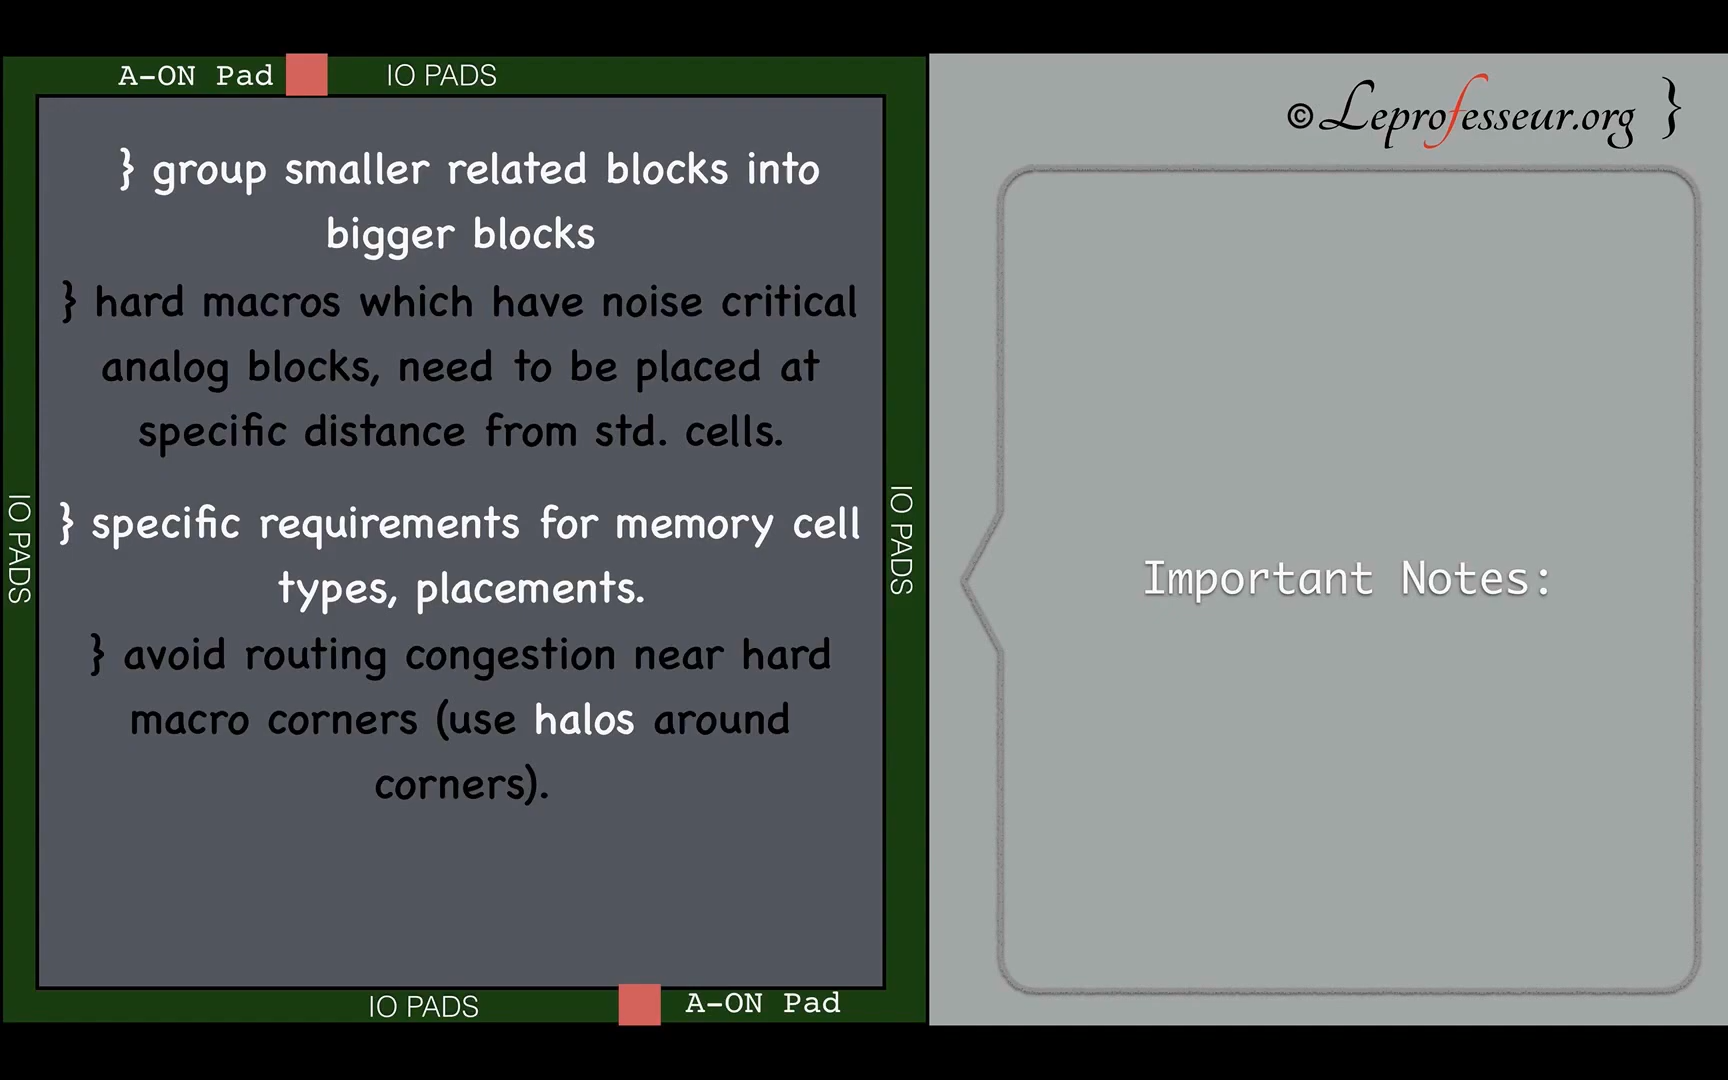 A-ON Pad
IO PADS
} group smaller related blocks into
bigger blocks
} hard macros which have noise critical
analog blocks, need to be placed at
specific distance from std. cells.
} specific requirements for memory cell
types, placements.
} avoid routing congestion near hard
macro corners (use halos around
corners).
IO PADS
IO PADS
IO PADS
A-ON Pad
©Leprofesseur.org }
Important Notes: